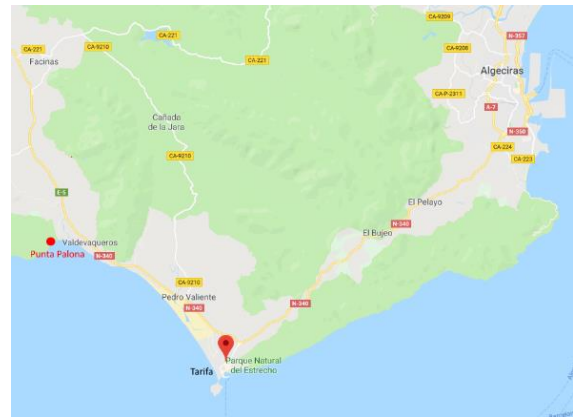 CA-9209
N-357
CA-221
CA-9210
CA-221
CA-221
CA-9208
Facinas
Algeciras
CA-P-2311
A-7
Cañada
de la Jara
N-350
CA-224
CA-223
CA-9210
E-5
El Pelayo
N-340
El Bujeo
Valdevaqueros
Punta Palona
N-340
CA-9210
Pedro Valiente
N-340
N-340
Parque Natural
del Estrecho
Tarifa